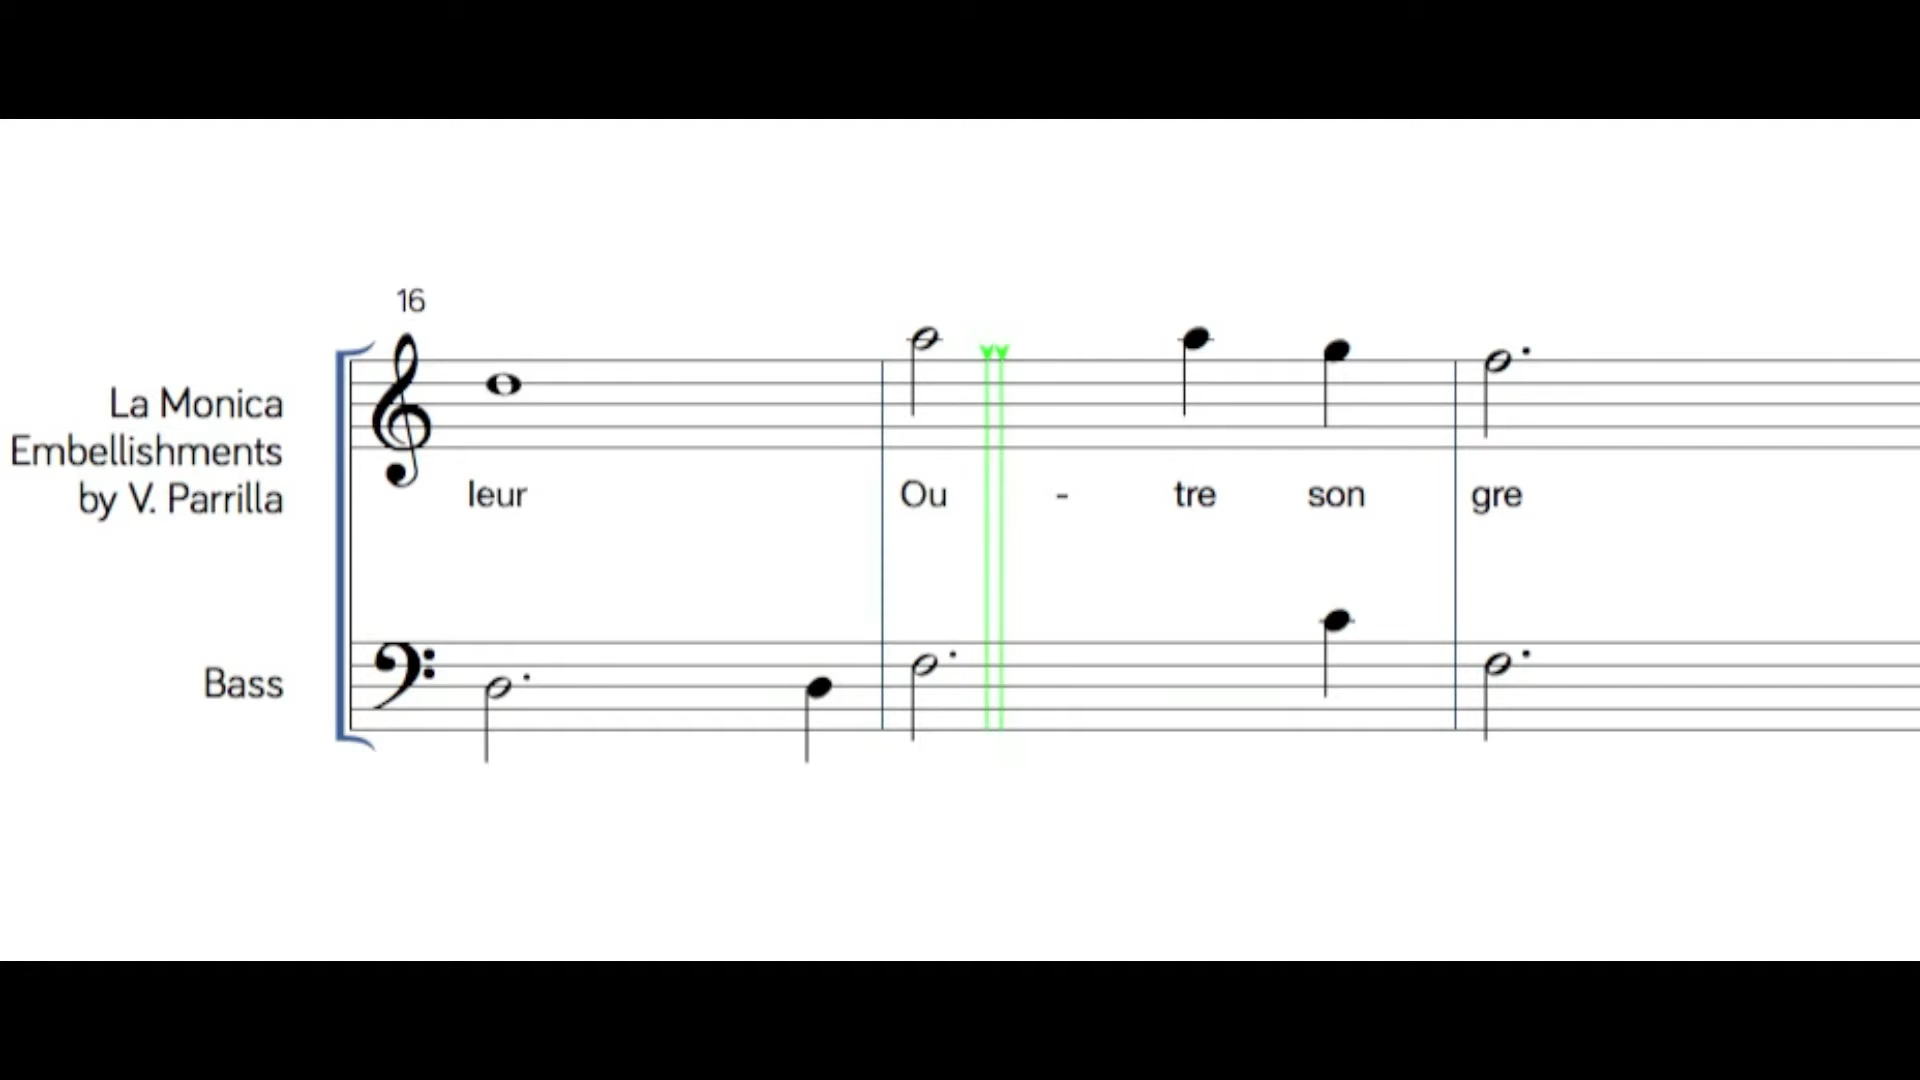 16
La Monica
Embellishments
by V. Parrilla
leur Ou - tre son gre
Bass